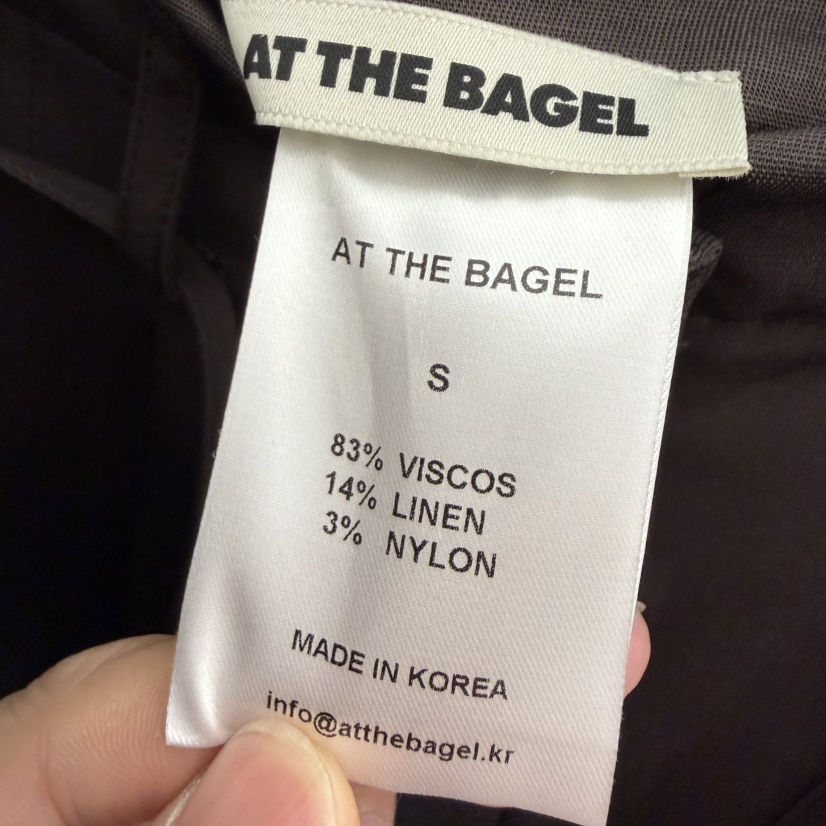 AT THE BAGEL
AT THE BAGEL
S
83% VISCOS
14% LINEN
3% NYLON
MADE IN KOREA
info@atthebagel.kr